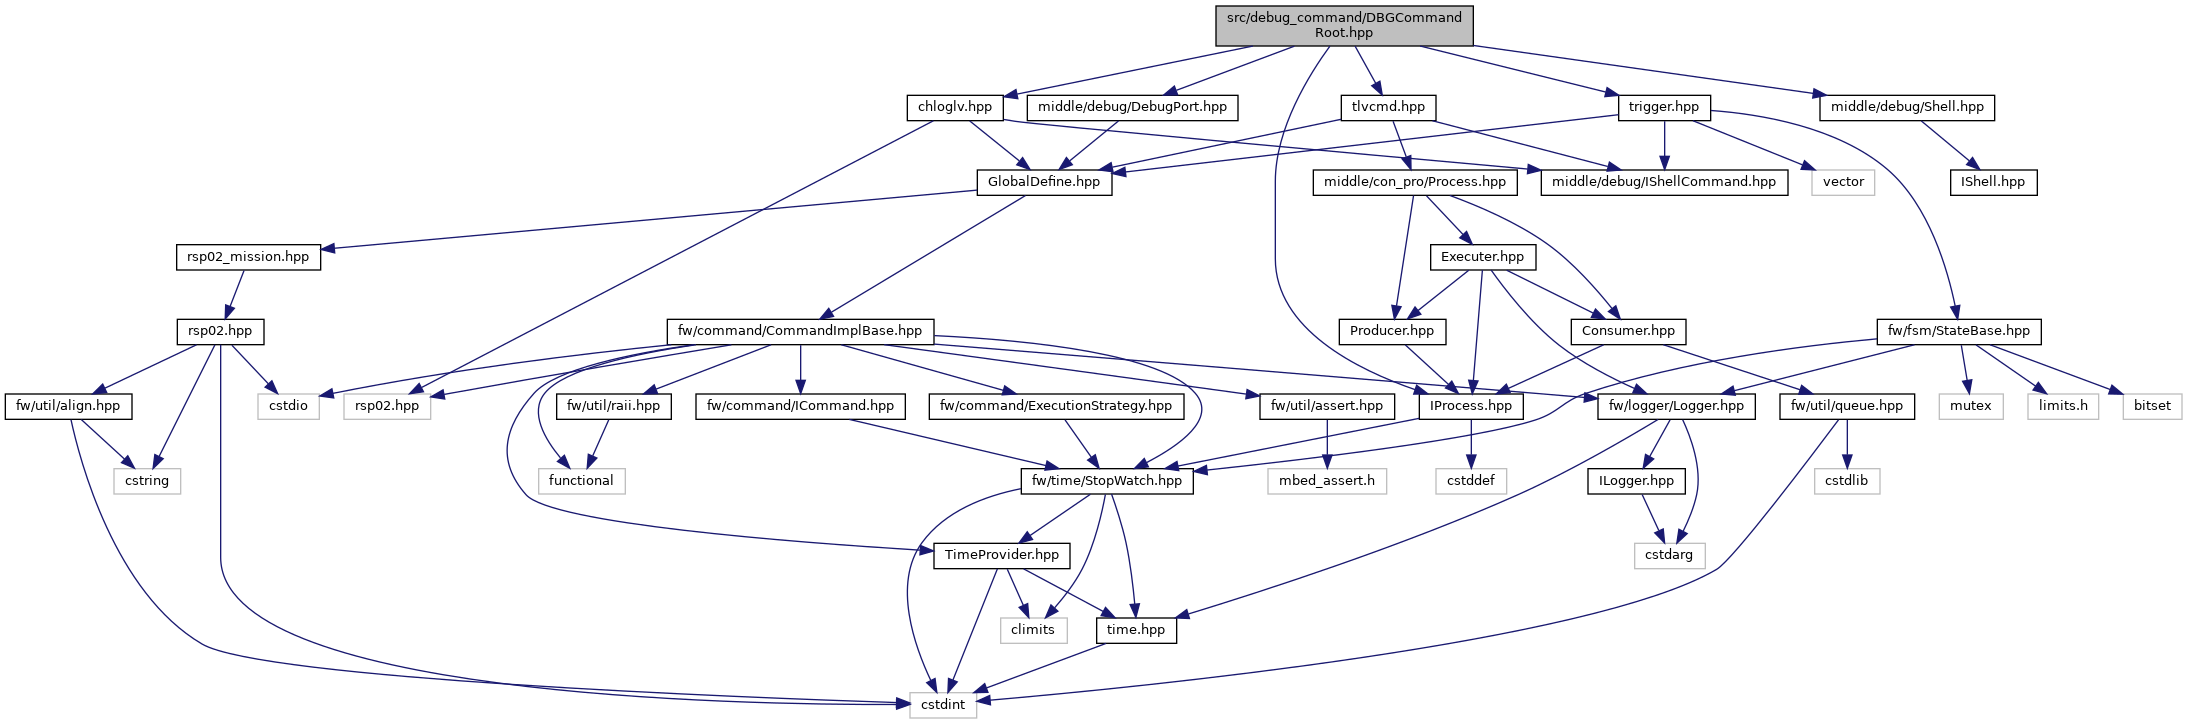 src/debug_command/DBGCommand
Root.hpp
chloglv.hpp
middle/debug/DebugPort.hpp
tlvcmd.hpp
trigger.hpp
middle/debug/Shell.hpp
GlobalDefine.hpp
middle/con_pro/Process.hpp
middle/debug/IShellCommand.hpp
vector
IShell.hpp
rsp02_mission.hpp
Executer.hpp
rsp02.hpp
fw/command/CommandImplBase.hpp
Producer.hpp
Consumer.hpp
fw/fsm/StateBase.hpp
fw/util/align.hpp
cstdio
rsp02.hpp
fw/util/raii.hpp
fw/command/ICommand.hpp
fw/command/ExecutionStrategy.hpp
fw/util/assert.hpp
IProcess.hpp
fw/logger/Logger.hpp
fw/util/queue.hpp
mutex
limits.h
bitset
cstring
functional
fw/time/StopWatch.hpp
mbed_assert.h
cstddef
ILogger.hpp
cstdlib
TimeProvider.hpp
cstdarg
climits
time.hpp
cstdint